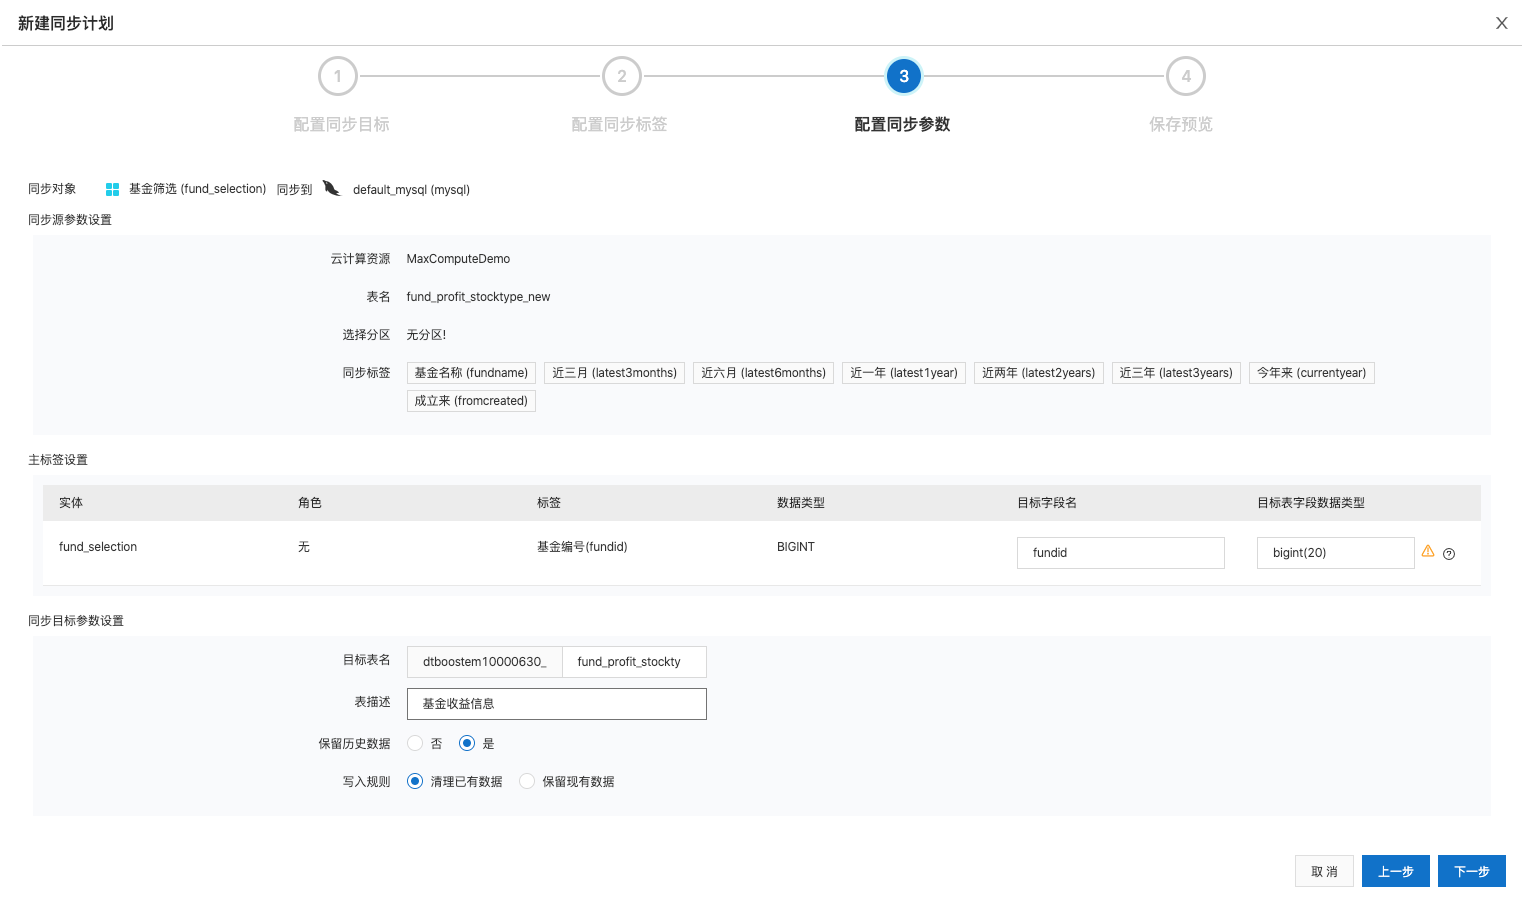 新建同步计划
1 2 3 4
配置同步目标 配置同步标签 配置同步参数 保存预览
同步对象 基金筛选 (fund_selection) 同步到 default_mysql (mysql)
同步源参数设置
云计算资源 MaxComputeDemo
表名 fund_profit_stocktype_new
选择分区 无分区!
同步标签 基金名称 (fundname) 近三月 (latest3months) 近六月 (latest6months) 近一年 (latest1year) 近两年 (latest2years) 近三年 (latest3years) 今年来 (currentyear)
成立来 (fromcreated)
主标签设置
实体 角色 标签 数据类型 目标字段名 目标表字段数据类型
fund_selection 无 基金编号(fundid) BIGINT fundid bigint(20)
同步目标参数设置
目标表名 dtboostem10000630_ fund_profit_stockty
表描述 基金收益信息
保留历史数据 否 是
写入规则 清理已有数据 保留现有数据
取 消 上一步 下一步